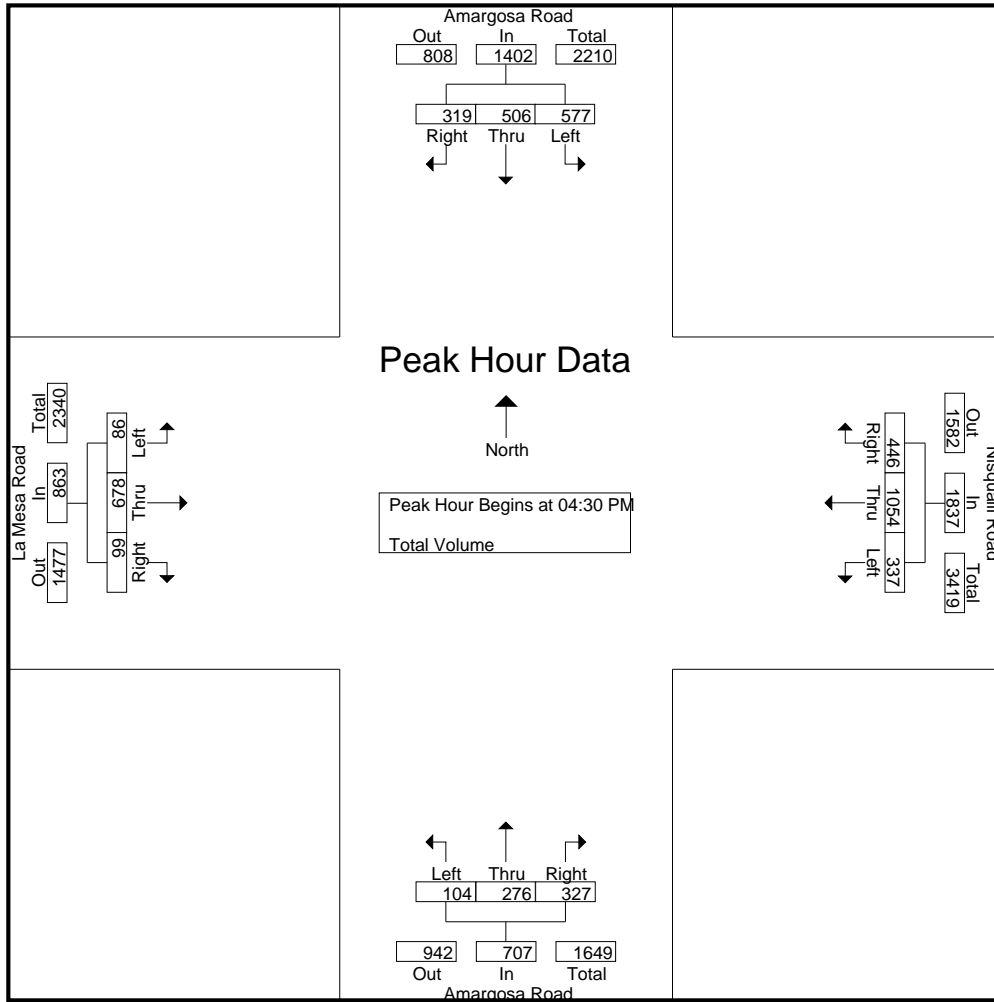 Amargosa Road
Out In Total
808 1402 2210
319 506 577
Right Thru Left
Peak Hour Data
North
Peak Hour Begins at 04:30 PM
Total Volume
La Mesa Road
Out In Total
1477 863 2340
99 678 86
Right Thru Left
Out In Total
1582 1837 3419
446 1054 337
Right Thru Left
Left Thru Right
104 276 327
942 707 1649
Out In Total
Amargosa Road